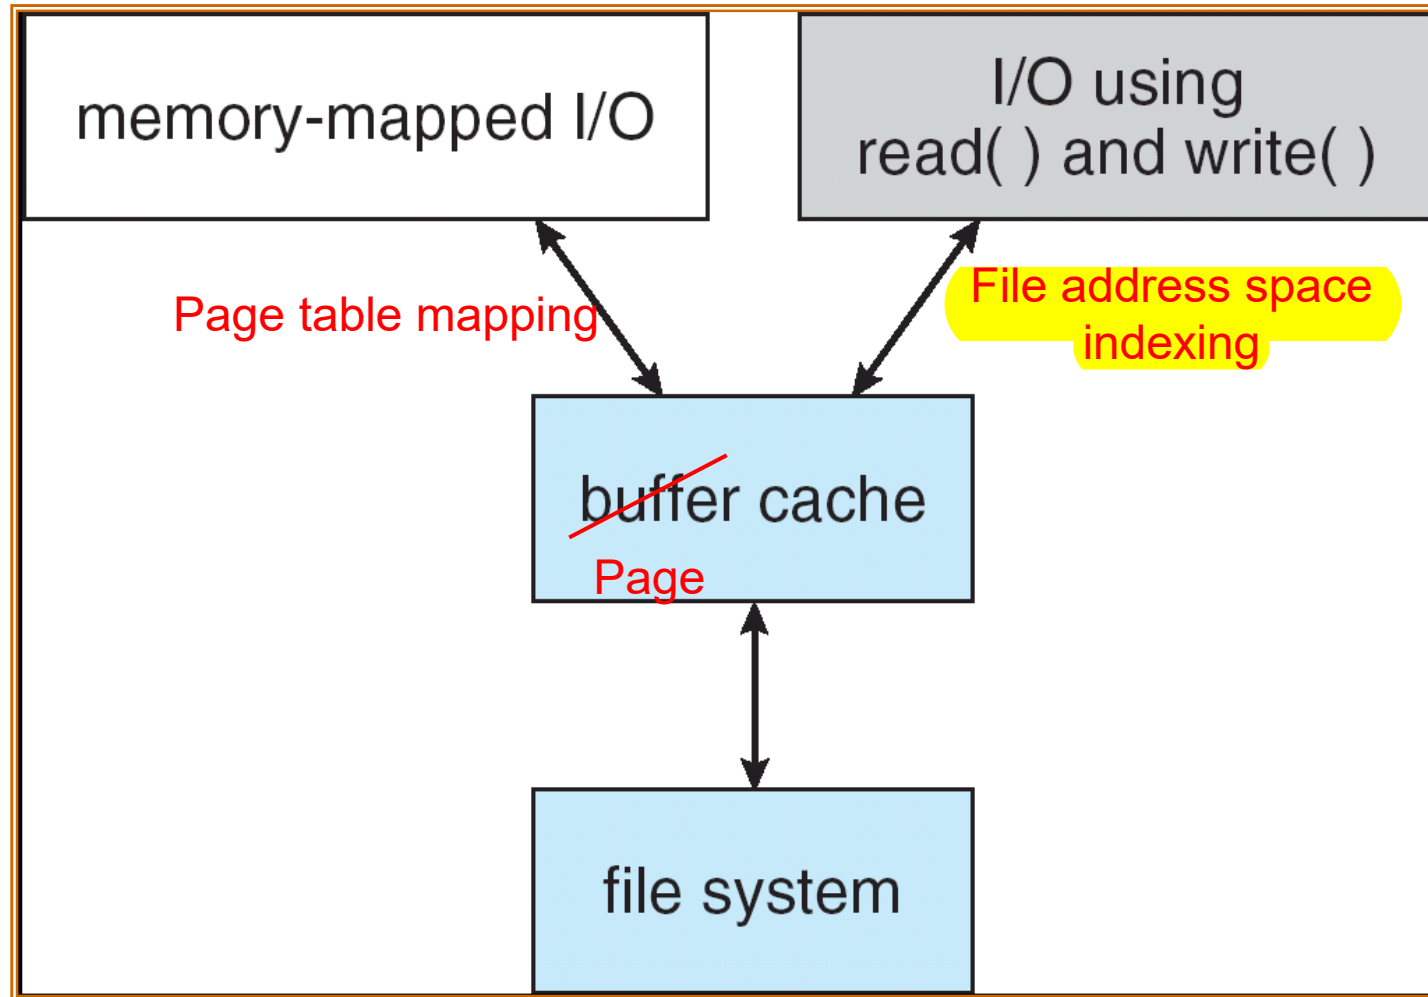 memory-mapped I/O
I/O using
read( ) and write( )
Page table mapping
File address space
indexing
buffer cache
Page
file system